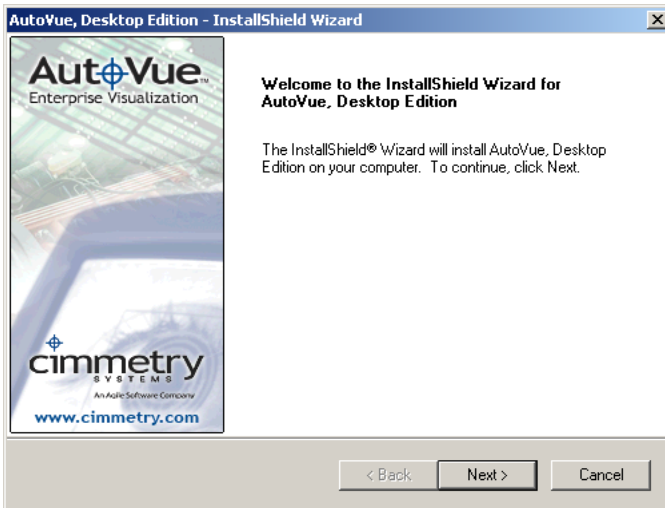 AutoVue, Desktop Edition - InstallShield Wizard
AutoVue™
Enterprise Visualization
Welcome to the InstallShield Wizard for
AutoVue, Desktop Edition
The InstallShield® Wizard will install AutoVue, Desktop
Edition on your computer. To continue, click Next.
cimmetry
SYSTEMS
An Agile Software Company
www.cimmetry.com
< Back
Next >
Cancel